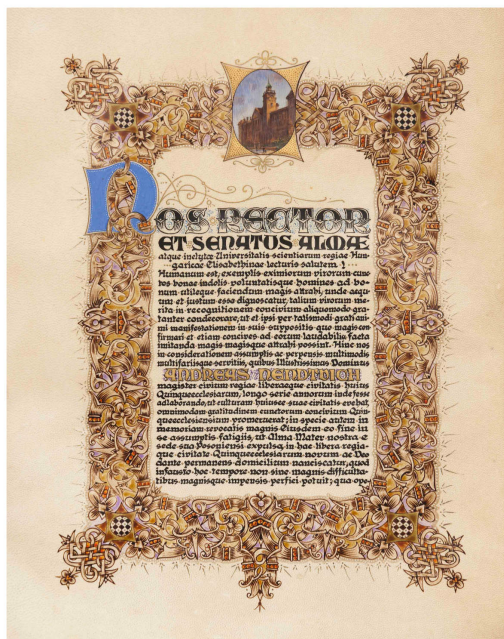 NOS RECTOR
ET SENATUS ALMÆ
atque inclytæ Universitatis scientiarum regiae Hun-
garicae Elisabethinae lecturis salutem!
Humanum est, exemplis eximiorum virorum cunc-
tos bonae indolis voluntatisque homines ad bo-
num utileque faciendum magis attrahi, unde aequ-
um et justum esse dignoscatur, talium virorum me-
rita in recognitionem concivium aliquomodo gra-
tanter condecorare, ut et ipsi per talismodi gratiani-
mi manifestationem in suis suppositis quo magis con-
firmari et etiam concives ad eorum laudabilia facta
imitanda magis magisque attrahi possint. Hinc nos
in considerationem assumptis ac perpensis multimodis
multifariisque servitiis, quibus Illustrissimus Dominus
ANDREAS NENDTVICH
magister civium regiae liberaeque civitatis huius
Quinqueecclesiarum, longo serie annorum indefesse
adlaborando, ut culturam huiusce suae civitatis evehat,
omnimodam gratitudinem cunctorum concivium Quin-
queecclesiensium promeruerat; in specie autem in
memoriam revocatis magnis Eiusdem eo fine in
se assumptis fatigiis, ut Alma Mater nostra e
sede sua Posoniensi expulsa, in hac libera regia-
que civitate Quinqueecclesiarum novum ac Deo
dante permanens domicilium nanciscatur, quod
infausto hoc tempore non sine magnis difficulta-
tibus magnisque impensis perfici potuit; qua ope-